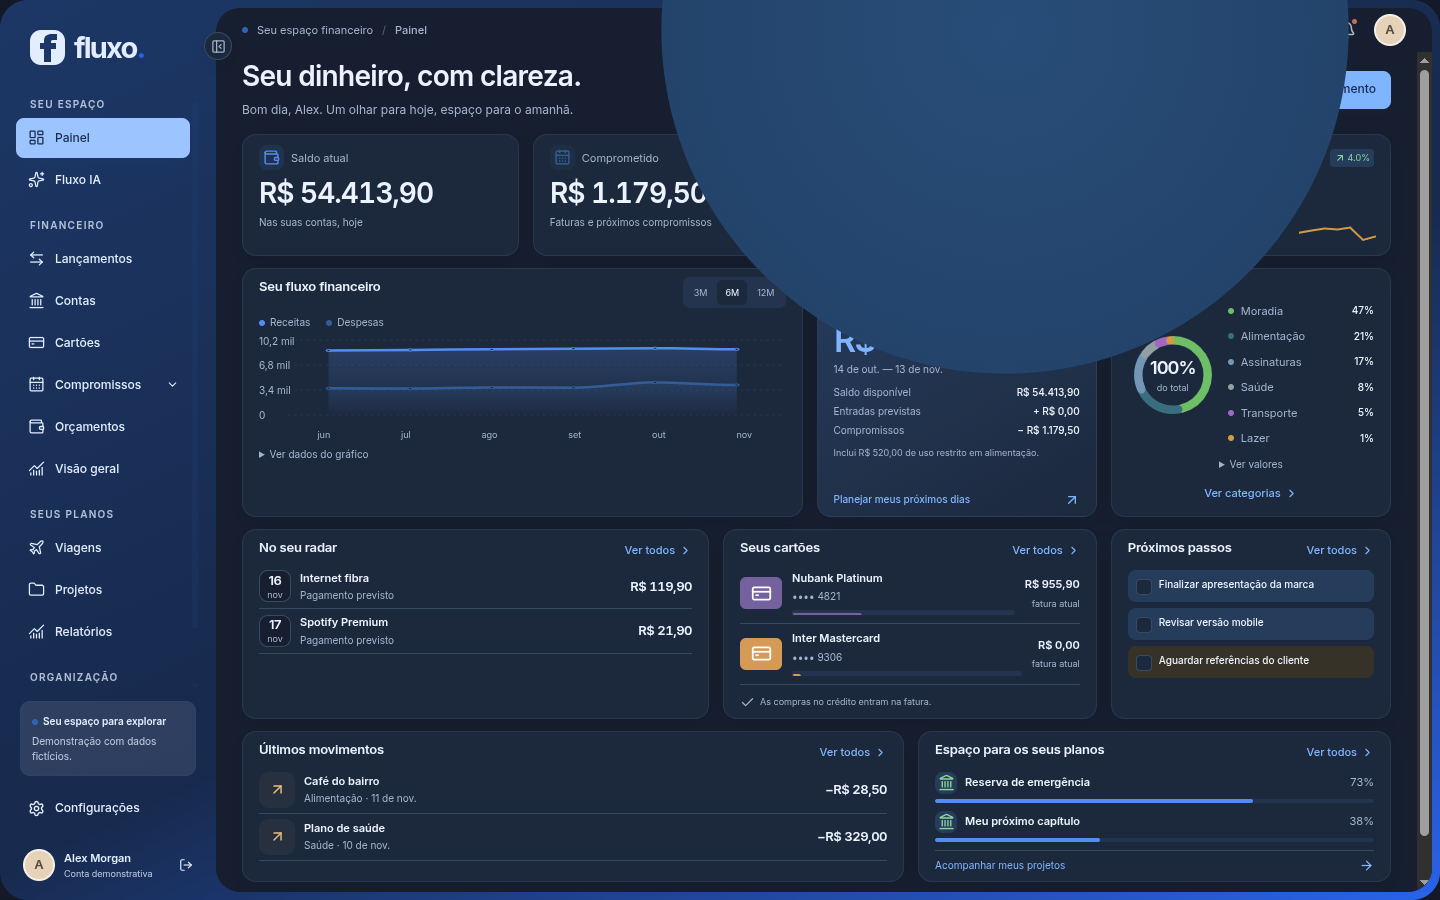 fluxo.
SEU ESPAÇO
Painel
Fluxo IA
FINANCEIRO
Lançamentos
Contas
Cartões
Compromissos
Orçamentos
Visão geral
SEUS PLANOS
Viagens
Projetos
Relatórios
ORGANIZAÇÃO
Seu espaço para explorar
Demonstração com dados
fictícios.
Configurações
A
Alex Morgan
Conta demonstrativa
Seu espaço financeiro / Painel
A
Seu dinheiro, com clareza.
Bom dia, Alex. Um olhar para hoje, espaço para o amanhã.
Saldo atual
R$ 54.413,90
Nas suas contas, hoje
Comprometido
R$ 1.179,50
Faturas e próximos compromissos
4.0%
Seu fluxo financeiro
3M 6M 12M
Receitas Despesas
10,2 mil
6,8 mil
3,4 mil
0
jun jul ago set out nov
Ver dados do gráfico
R$
14 de out. — 13 de nov.
Saldo disponível R$ 54.413,90
Entradas previstas + R$ 0,00
Compromissos − R$ 1.179,50
Inclui R$ 520,00 de uso restrito em alimentação.
Planejar meus próximos dias
100%
do total
Moradia 47%
Alimentação 21%
Assinaturas 17%
Saúde 8%
Transporte 5%
Lazer 1%
Ver valores
Ver categorias
No seu radar Ver todos
16 nov Internet fibra R$ 119,90
Pagamento previsto
17 nov Spotify Premium R$ 21,90
Pagamento previsto
Seus cartões Ver todos
Nubank Platinum R$ 955,90
•••• 4821 fatura atual
Inter Mastercard R$ 0,00
•••• 9306 fatura atual
As compras no crédito entram na fatura.
Próximos passos Ver todos
Finalizar apresentação da marca
Revisar versão mobile
Aguardar referências do cliente
Últimos movimentos Ver todos
Café do bairro −R$ 28,50
Alimentação · 11 de nov.
Plano de saúde −R$ 329,00
Saúde · 10 de nov.
Espaço para os seus planos Ver todos
Reserva de emergência 73%
Meu próximo capítulo 38%
Acompanhar meus projetos